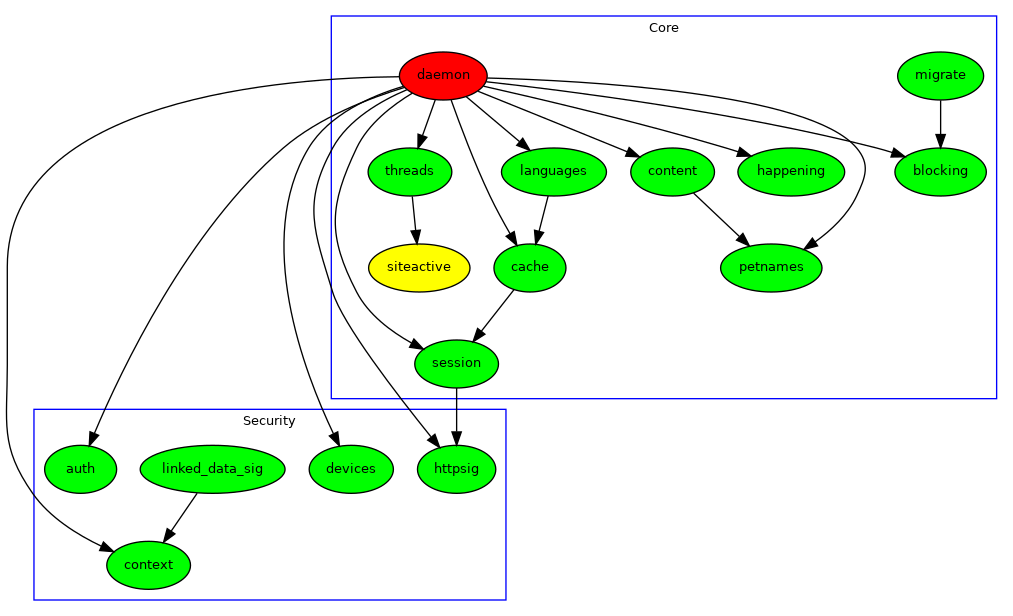 Core
daemon
migrate
threads
languages
content
happening
blocking
siteactive
cache
petnames
session
Security
auth
linked_data_sig
devices
httpsig
context